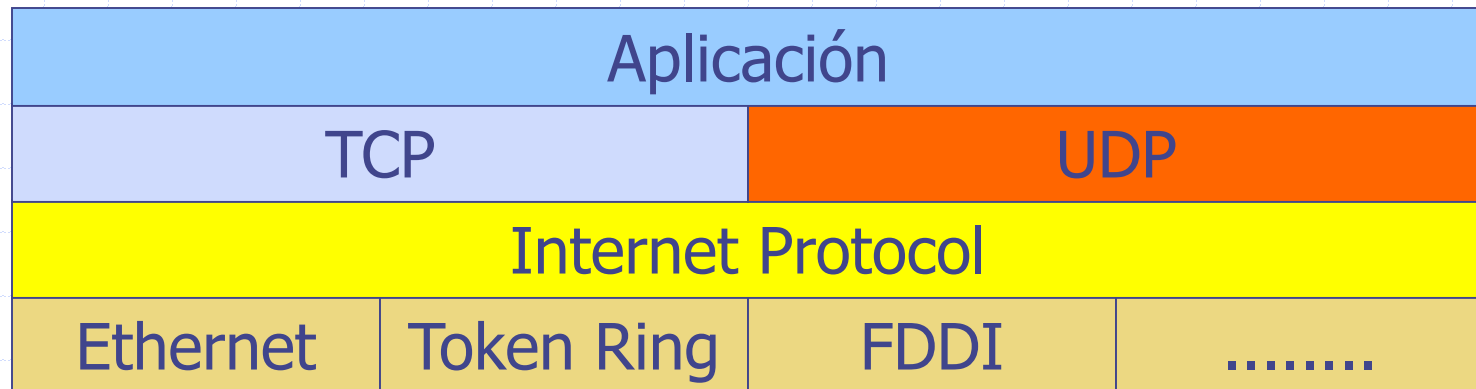 Aplicación
TCP UDP
Internet Protocol
Ethernet Token Ring FDDI ........